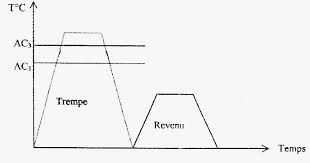 T°C
AC3
AC1
Trempe
Revenu
Temps